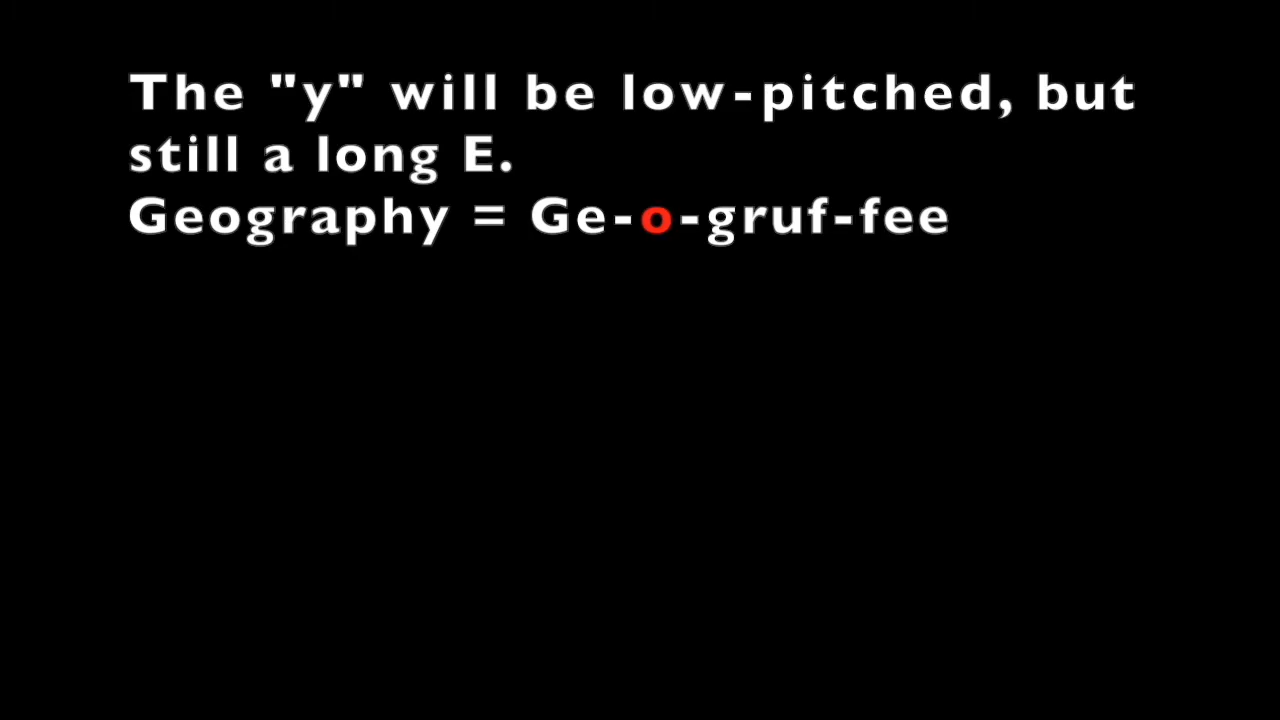 The "y" will be low-pitched, but
still a long E.
Geography = Ge-o-gruf-fee